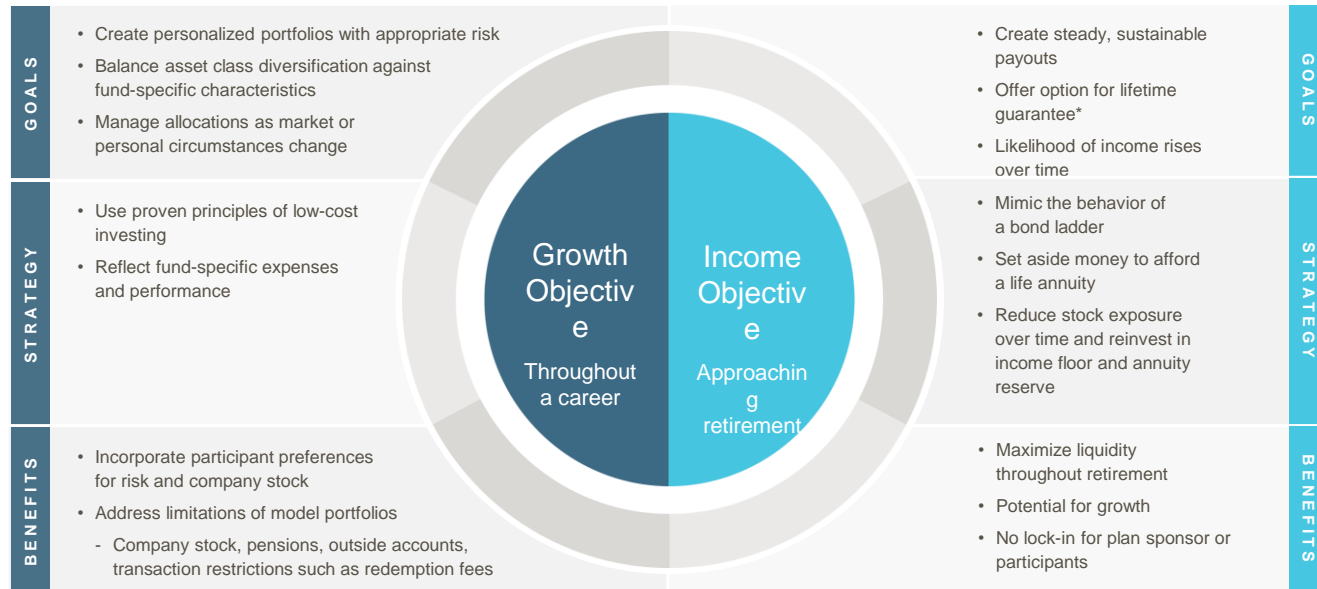 GOALS
• Create personalized portfolios with appropriate risk
• Balance asset class diversification against
fund-specific characteristics
• Manage allocations as market or
personal circumstances change
STRATEGY
• Use proven principles of low-cost
investing
• Reflect fund-specific expenses
and performance
BENEFITS
• Incorporate participant preferences
for risk and company stock
• Address limitations of model portfolios
- Company stock, pensions, outside accounts,
transaction restrictions such as redemption fees
Growth
Objectiv
e
Throughout
a career
Income
Objectiv
e
Approachin
g
retirement
• Create steady, sustainable
payouts
• Offer option for lifetime
guarantee*
• Likelihood of income rises
over time
GOALS
• Mimic the behavior of
a bond ladder
• Set aside money to afford
a life annuity
• Reduce stock exposure
over time and reinvest in
income floor and annuity
reserve
STRATEGY
• Maximize liquidity
throughout retirement
• Potential for growth
• No lock-in for plan sponsor or
participants
BENEFITS